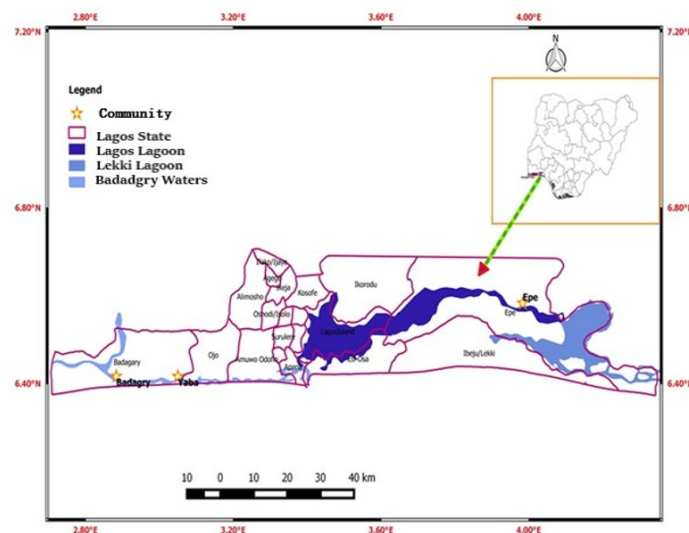 2.80°E 3.20°E 3.60°E 4.00°E
7.20°N 7.20°N
N
Legend
Community
Lagos State
Lagos Lagoon
Lekki Lagoon
Badadgry Waters
6.80°N 6.80°N
Agege
Ikeja
Kosofe
Ikorodu
Alimosho
Oshodi/Isolo
Epe
Epe
Lagos Island
Surulere
Badagary
Ojo
Amuwo Odofin
Apapa
Eti-Osa
Ibeju/Lekki
Badagry
Yaba
6.40°N 6.40°N
10 0 10 20 30 40 km
2.80°E 3.20°E 3.60°E 4.00°E